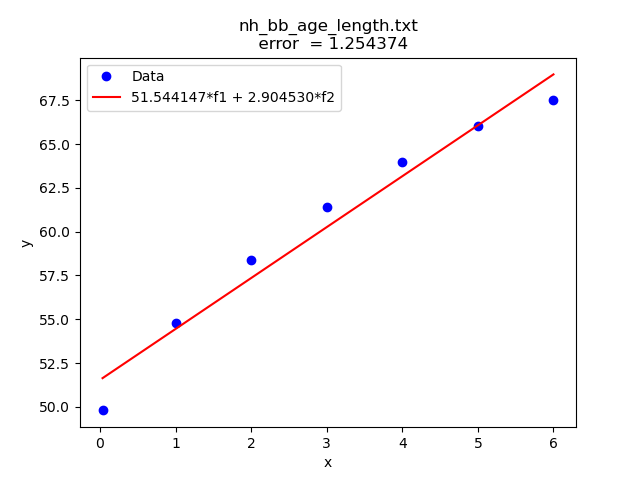 nh_bb_age_length.txt
error  = 1.254374
Data
51.544147*f1 + 2.904530*f2
67.5
65.0
62.5
60.0
57.5
55.0
52.5
50.0
y
0 1 2 3 4 5 6
x